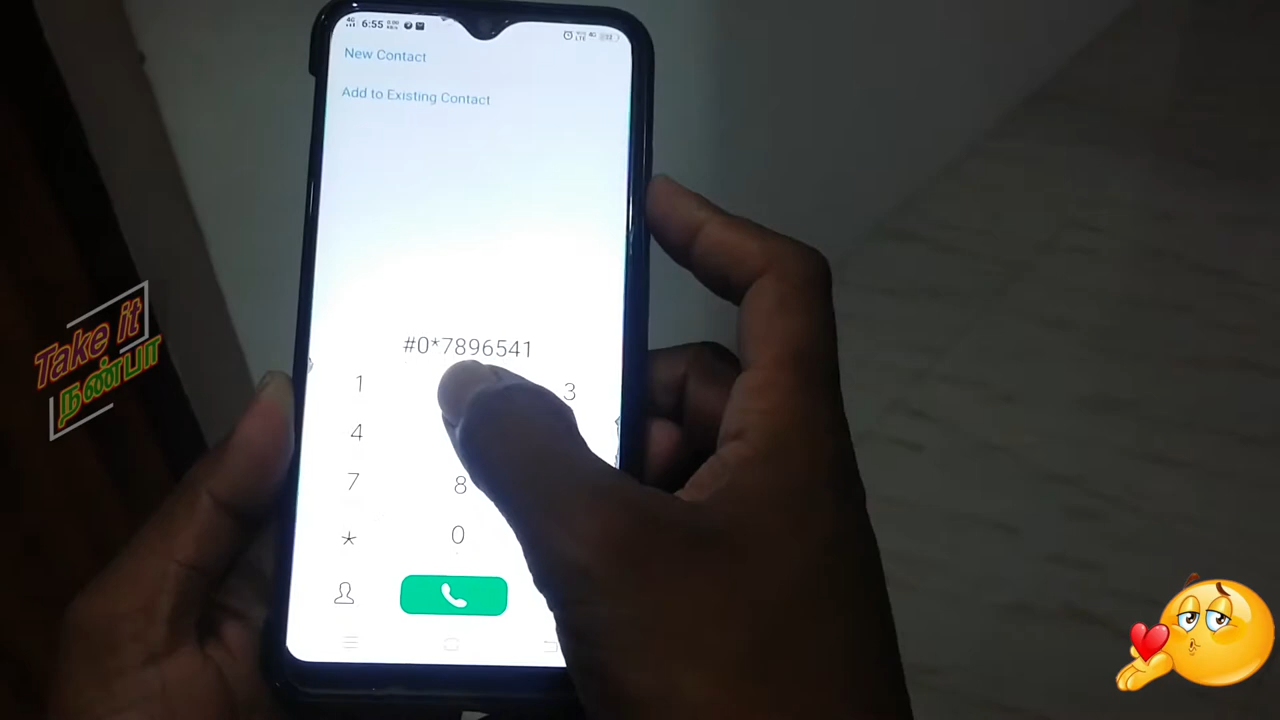 6:55
New Contact
Add to Existing Contact
#0*7896541
1
3
4
7
8
*
0
Take it
நண்பா